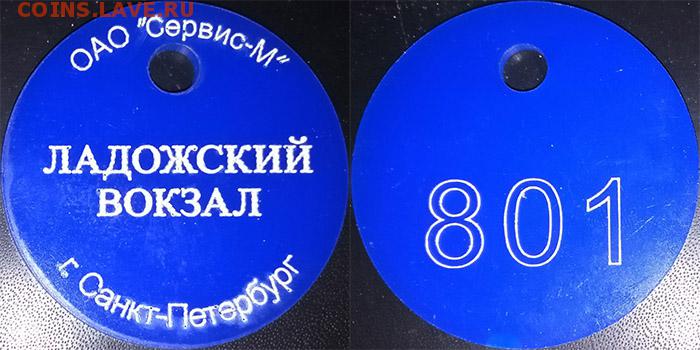 COINS.LAVE.RU
ОАО "Сервис-М"
ЛАДОЖСКИЙ
ВОКЗАЛ
г. Санкт-Петербург
801